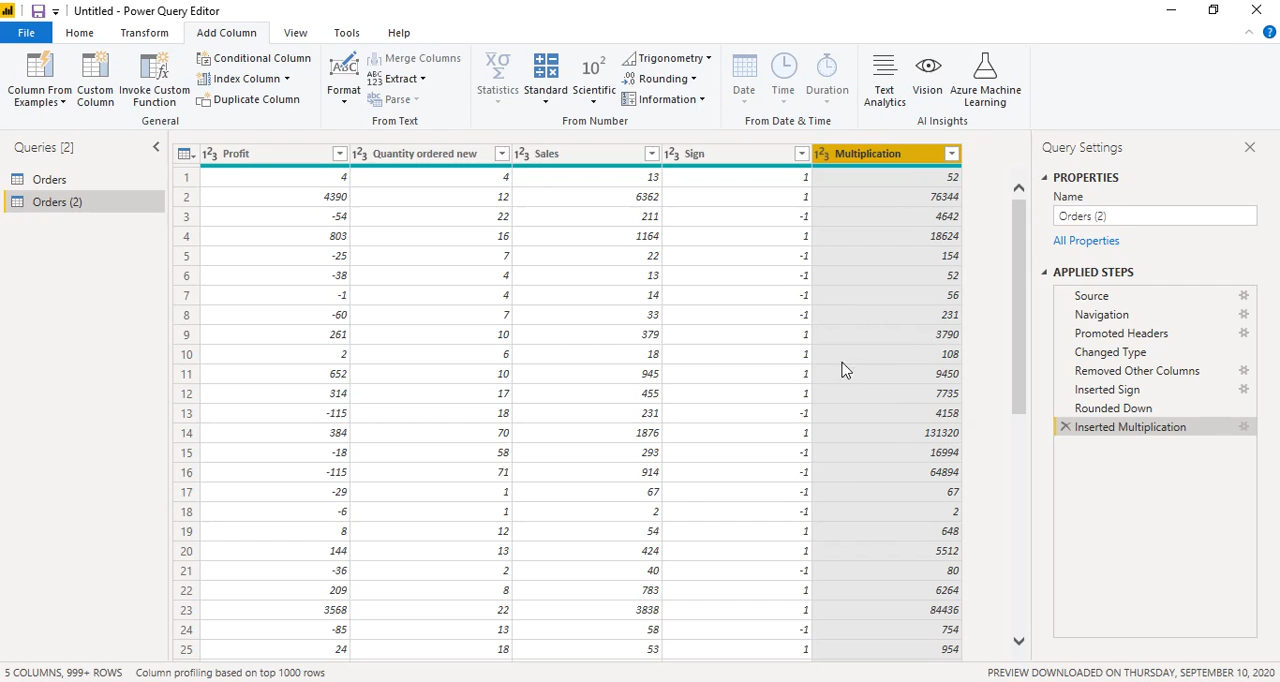 Untitled - Power Query Editor
File Home Transform Add Column View Tools Help
Column From Examples
Custom Column
Invoke Custom Function
Conditional Column
Index Column
Duplicate Column
General
Format
Merge Columns
ABC 123 Extract
abc Parse
From Text
XO Σ Statistics
Standard
10² Scientific
Trigonometry
.00 Rounding
Information
From Number
Date
Time
Duration
From Date & Time
Text Analytics
Vision
Azure Machine Learning
AI Insights
Queries [2]
Orders
Orders (2)
1²3 Profit 1²3 Quantity ordered new 1²3 Sales 1²3 Sign 1²3 Multiplication
1 4 4 13 1 52
2 4390 12 6362 1 76344
3 -54 22 211 -1 4642
4 803 16 1164 1 18624
5 -25 7 22 -1 154
6 -38 4 13 -1 52
7 -1 4 14 -1 56
8 -60 7 33 -1 231
9 261 10 379 1 3790
10 2 6 18 1 108
11 652 10 945 1 9450
12 314 17 455 1 7735
13 -115 18 231 -1 4158
14 384 70 1876 1 131320
15 -18 58 293 -1 16994
16 -115 71 914 -1 64894
17 -29 1 67 -1 67
18 -6 1 2 -1 2
19 8 12 54 1 648
20 144 13 424 1 5512
21 -36 2 40 -1 80
22 209 8 783 1 6264
23 3568 22 3838 1 84436
24 -85 13 58 -1 754
25 24 18 53 1 954
Query Settings
PROPERTIES
Name
Orders (2)
All Properties
APPLIED STEPS
Source
Navigation
Promoted Headers
Changed Type
Removed Other Columns
Inserted Sign
Rounded Down
Inserted Multiplication
5 COLUMNS, 999+ ROWS Column profiling based on top 1000 rows PREVIEW DOWNLOADED ON THURSDAY, SEPTEMBER 10, 2020